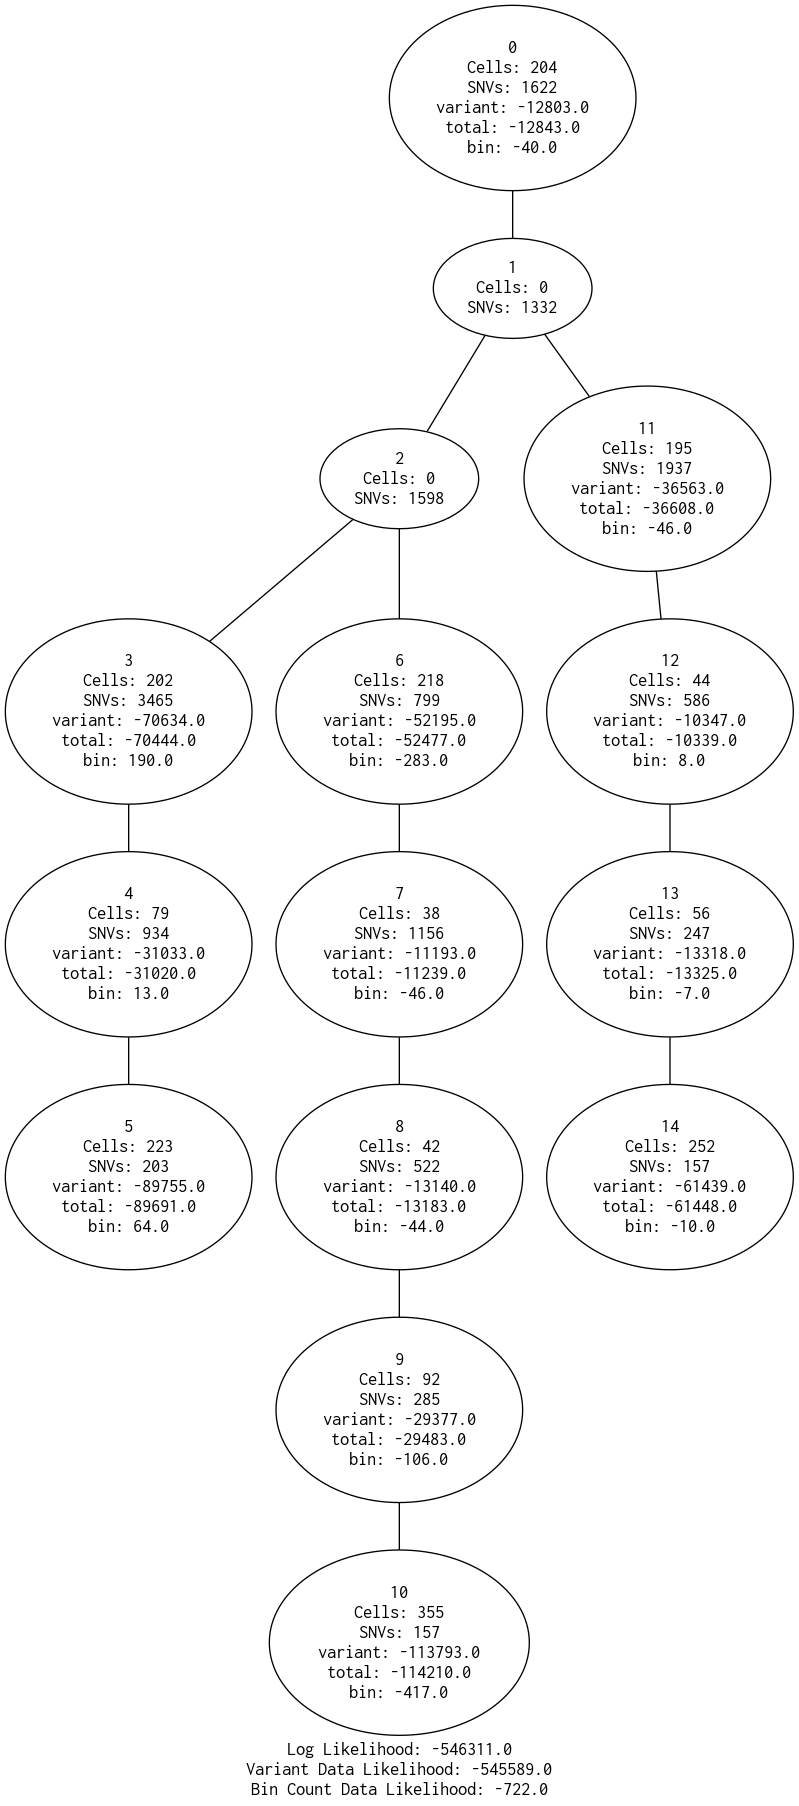 0
Cells: 204
SNVs: 1622
variant: -12803.0
total: -12843.0
bin: -40.0
1
Cells: 0
SNVs: 1332
2
Cells: 0
SNVs: 1598
11
Cells: 195
SNVs: 1937
variant: -36563.0
total: -36608.0
bin: -46.0
3
Cells: 202
SNVs: 3465
variant: -70634.0
total: -70444.0
bin: 190.0
6
Cells: 218
SNVs: 799
variant: -52195.0
total: -52477.0
bin: -283.0
12
Cells: 44
SNVs: 586
variant: -10347.0
total: -10339.0
bin: 8.0
4
Cells: 79
SNVs: 934
variant: -31033.0
total: -31020.0
bin: 13.0
7
Cells: 38
SNVs: 1156
variant: -11193.0
total: -11239.0
bin: -46.0
13
Cells: 56
SNVs: 247
variant: -13318.0
total: -13325.0
bin: -7.0
5
Cells: 223
SNVs: 203
variant: -89755.0
total: -89691.0
bin: 64.0
8
Cells: 42
SNVs: 522
variant: -13140.0
total: -13183.0
bin: -44.0
14
Cells: 252
SNVs: 157
variant: -61439.0
total: -61448.0
bin: -10.0
9
Cells: 92
SNVs: 285
variant: -29377.0
total: -29483.0
bin: -106.0
10
Cells: 355
SNVs: 157
variant: -113793.0
total: -114210.0
bin: -417.0
Log Likelihood: -546311.0
Variant Data Likelihood: -545589.0
Bin Count Data Likelihood: -722.0